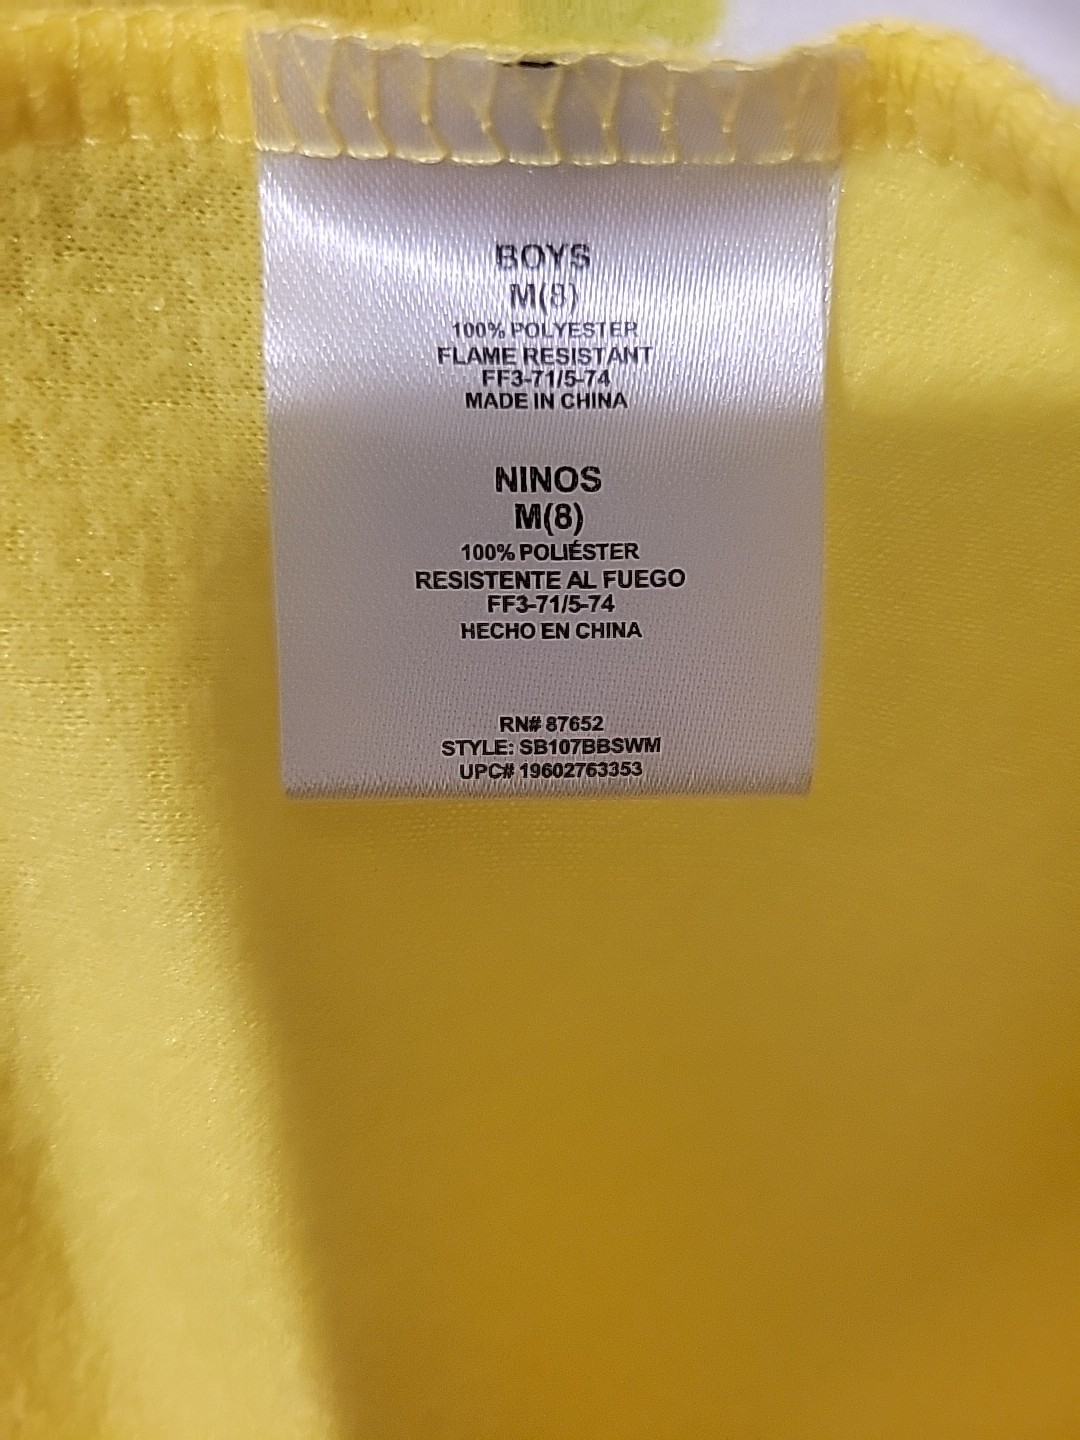 BOYS
M(8)
100% POLYESTER
FLAME RESISTANT
FF3-71/5-74
MADE IN CHINA
NINOS
M(8)
100% POLIÉSTER
RESISTENTE AL FUEGO
FF3-71/5-74
HECHO EN CHINA
RN# 87652
STYLE: SB107BBSWM
UPC# 19602763353